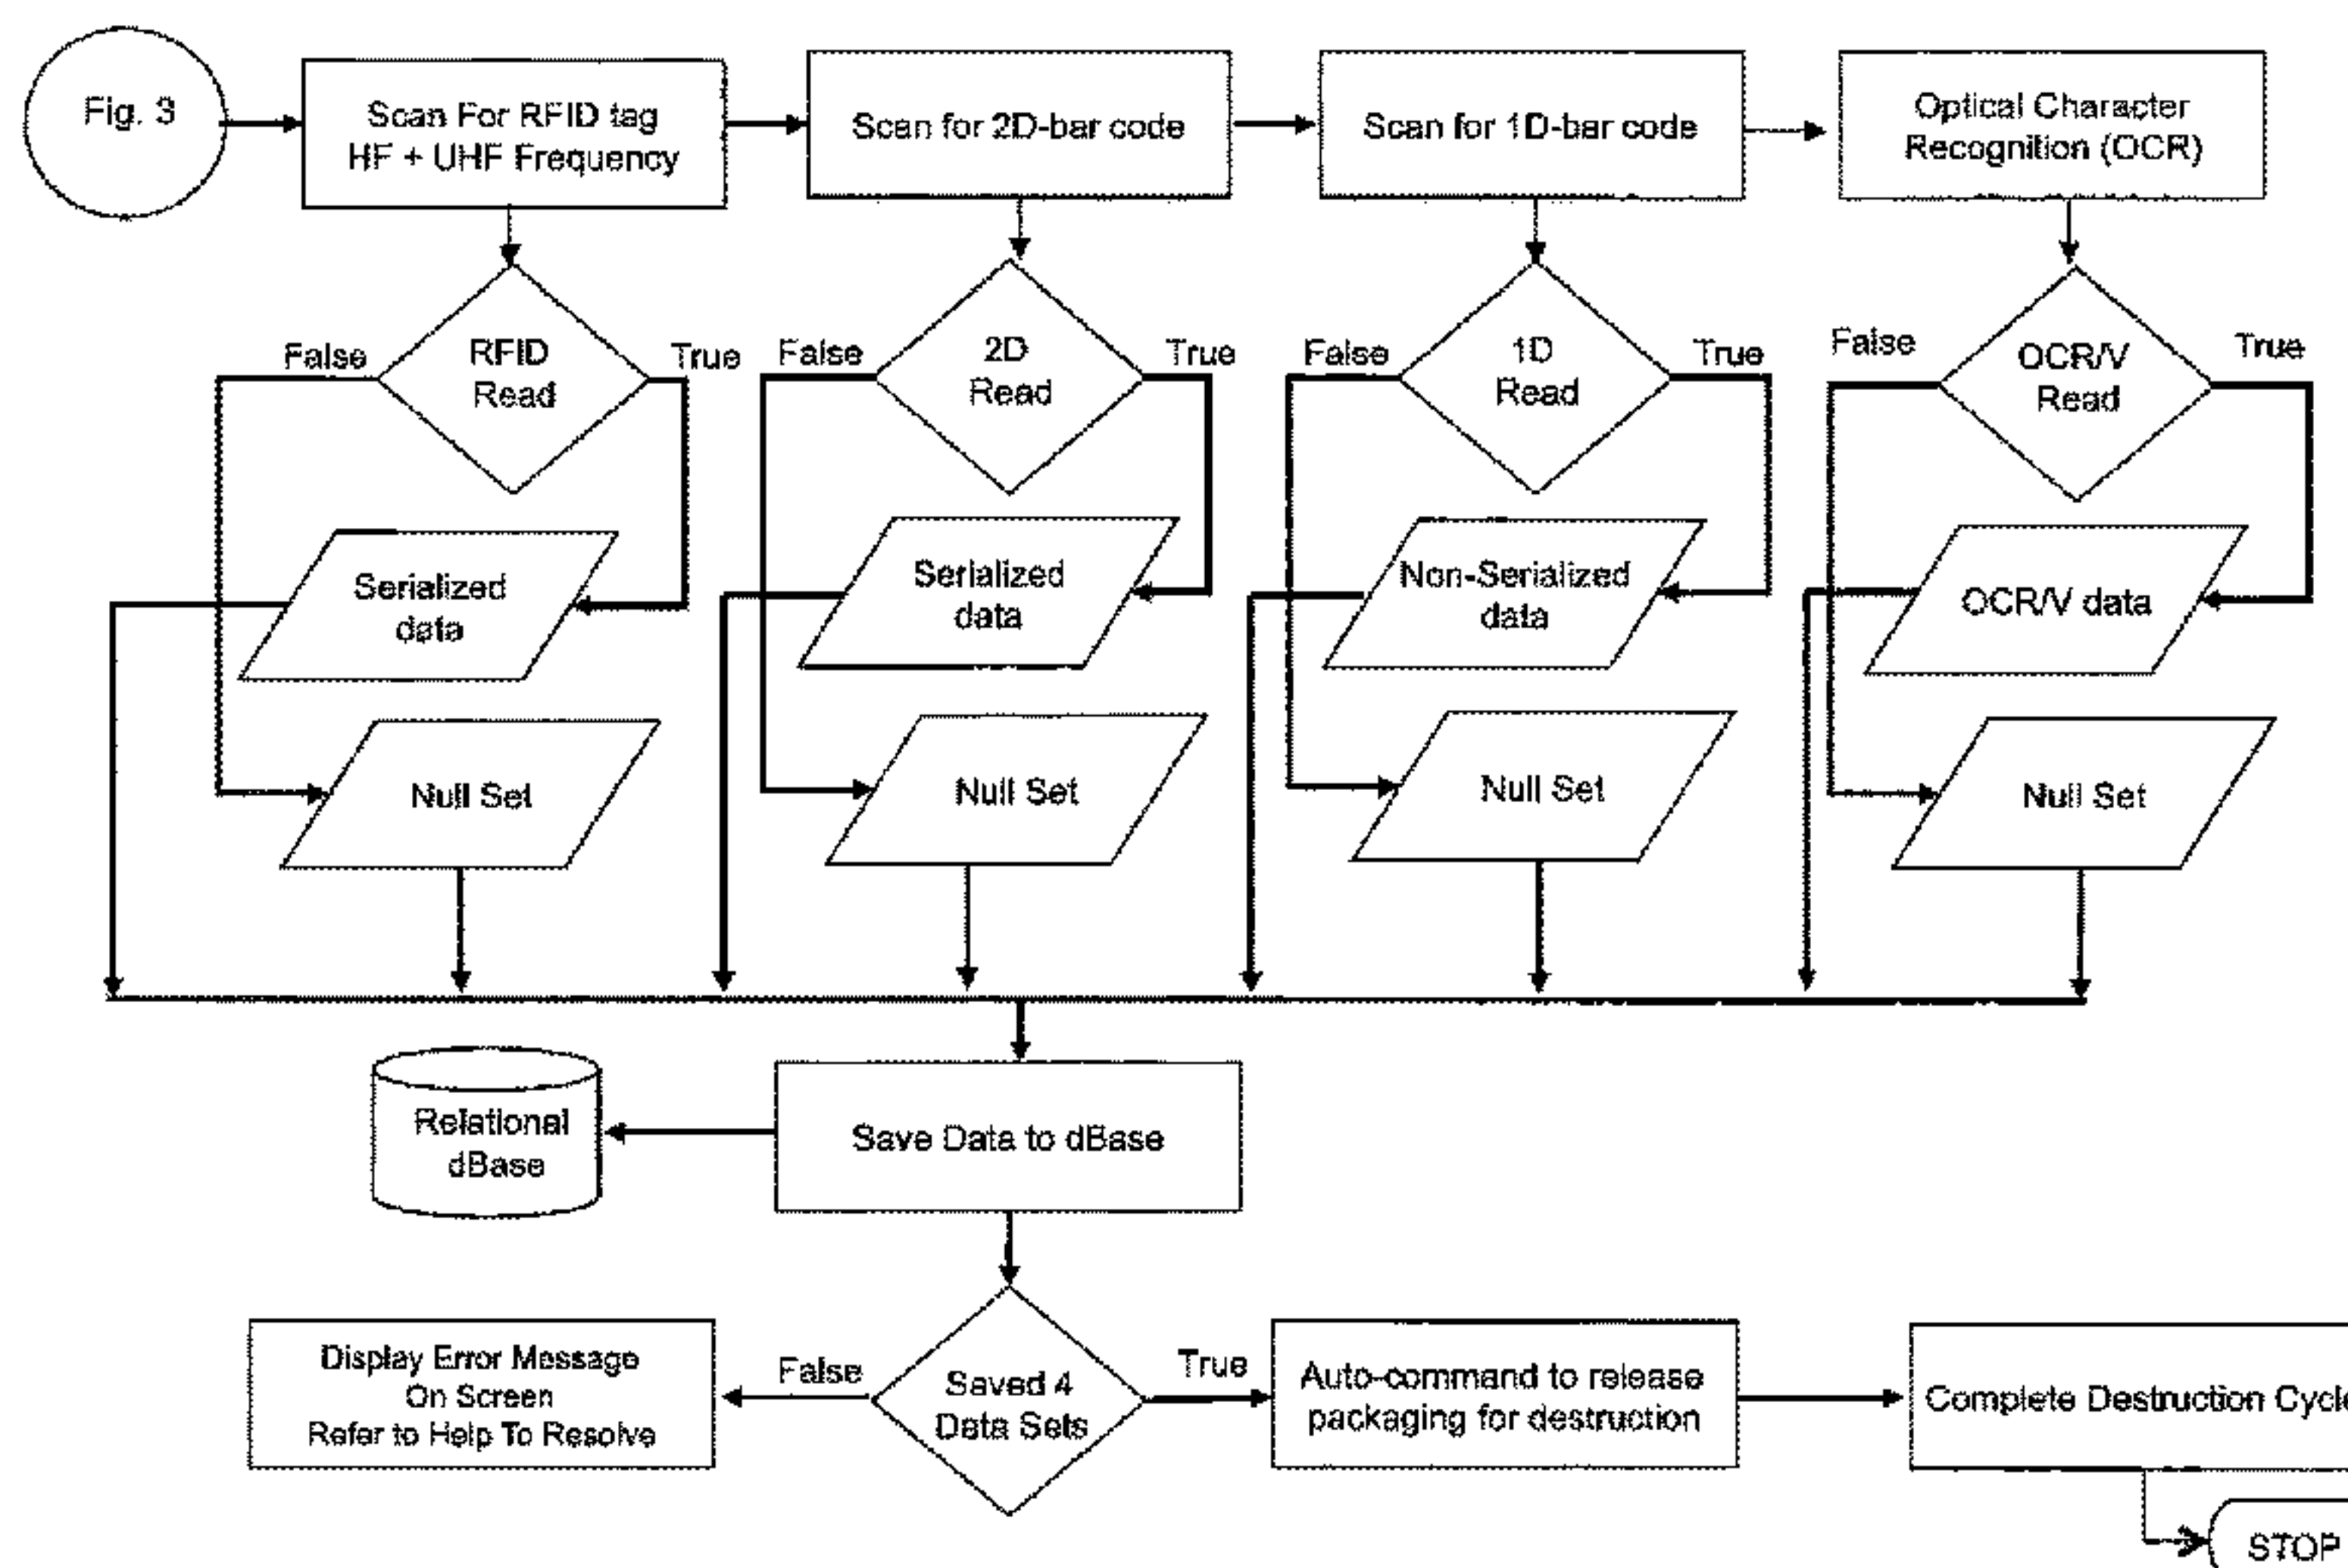 Fig. 3
Scan For RFID tag
HF + UHF Frequency
Scan for 2D-bar code
Scan for 1D-bar code
Optical Character
Recognition (OCR)
False
RFID
Read
True
False
2D
Read
True
False
1D
Read
True
False
OCR/V
Read
True
Serialized
data
Serialized
data
Non-Serialized
data
OCR/V data
Null Set
Null Set
Null Set
Null Set
Relational
dBase
Save Data to dBase
Display Error Message
On Screen
Refer to Help To Resolve
False
Saved 4
Data Sets
True
Auto-command to release
packaging for destruction
Complete Destruction Cycle
STOP